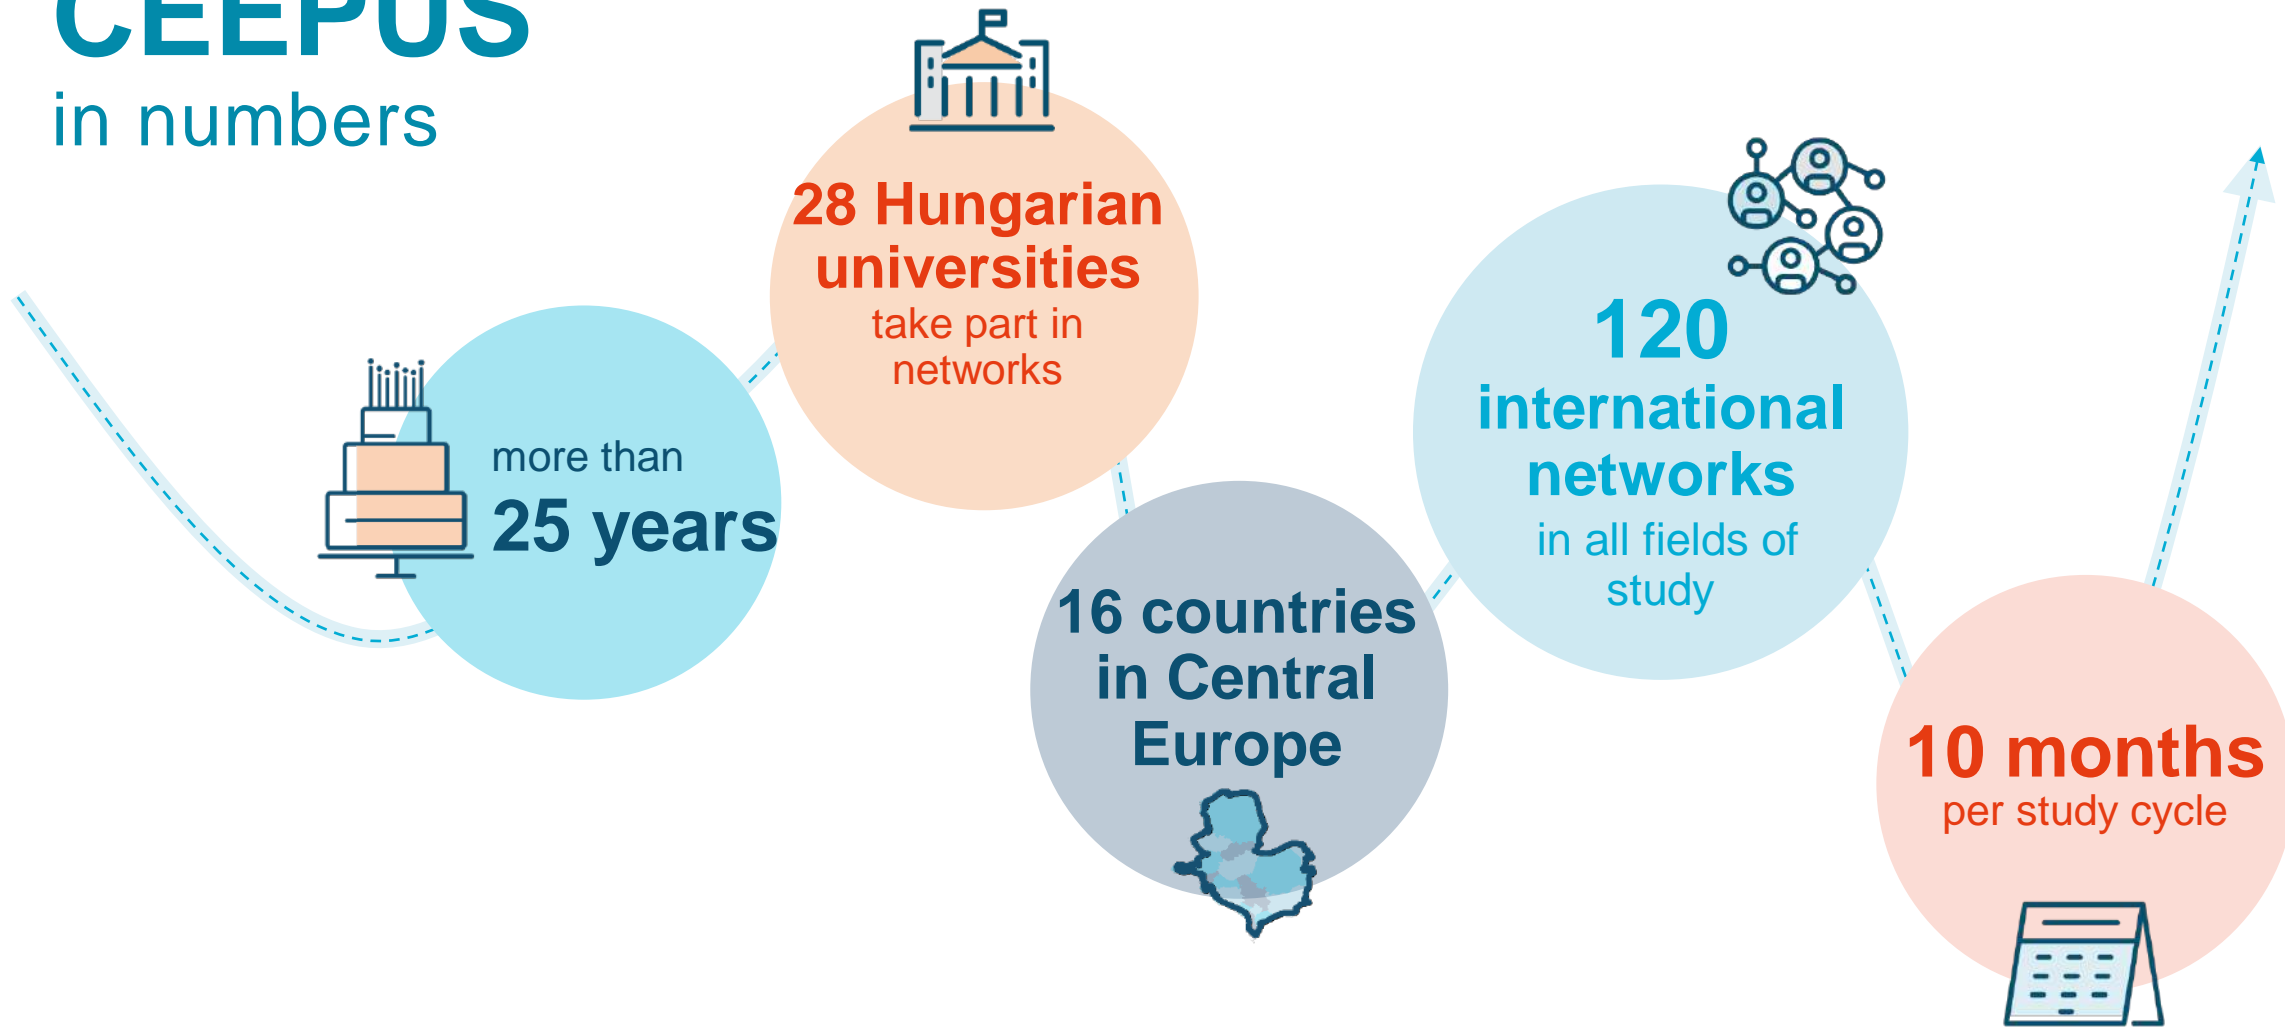 CEEPUS
in numbers
more than
25 years
28 Hungarian
universities
take part in
networks
16 countries
in Central
Europe
120
international
networks
in all fields of
study
10 months
per study cycle